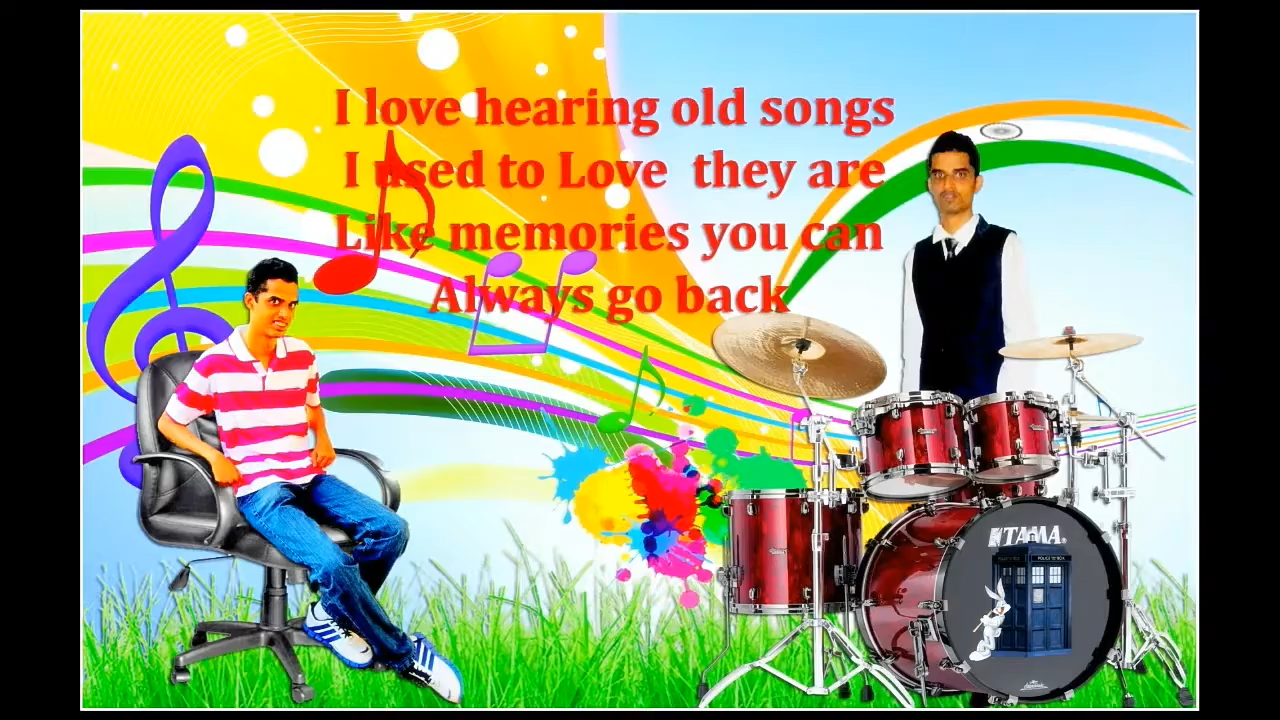 I love hearing old songs
I used to Love they are
Like memories you can
Always go back
TAMA.
POLICE BOX